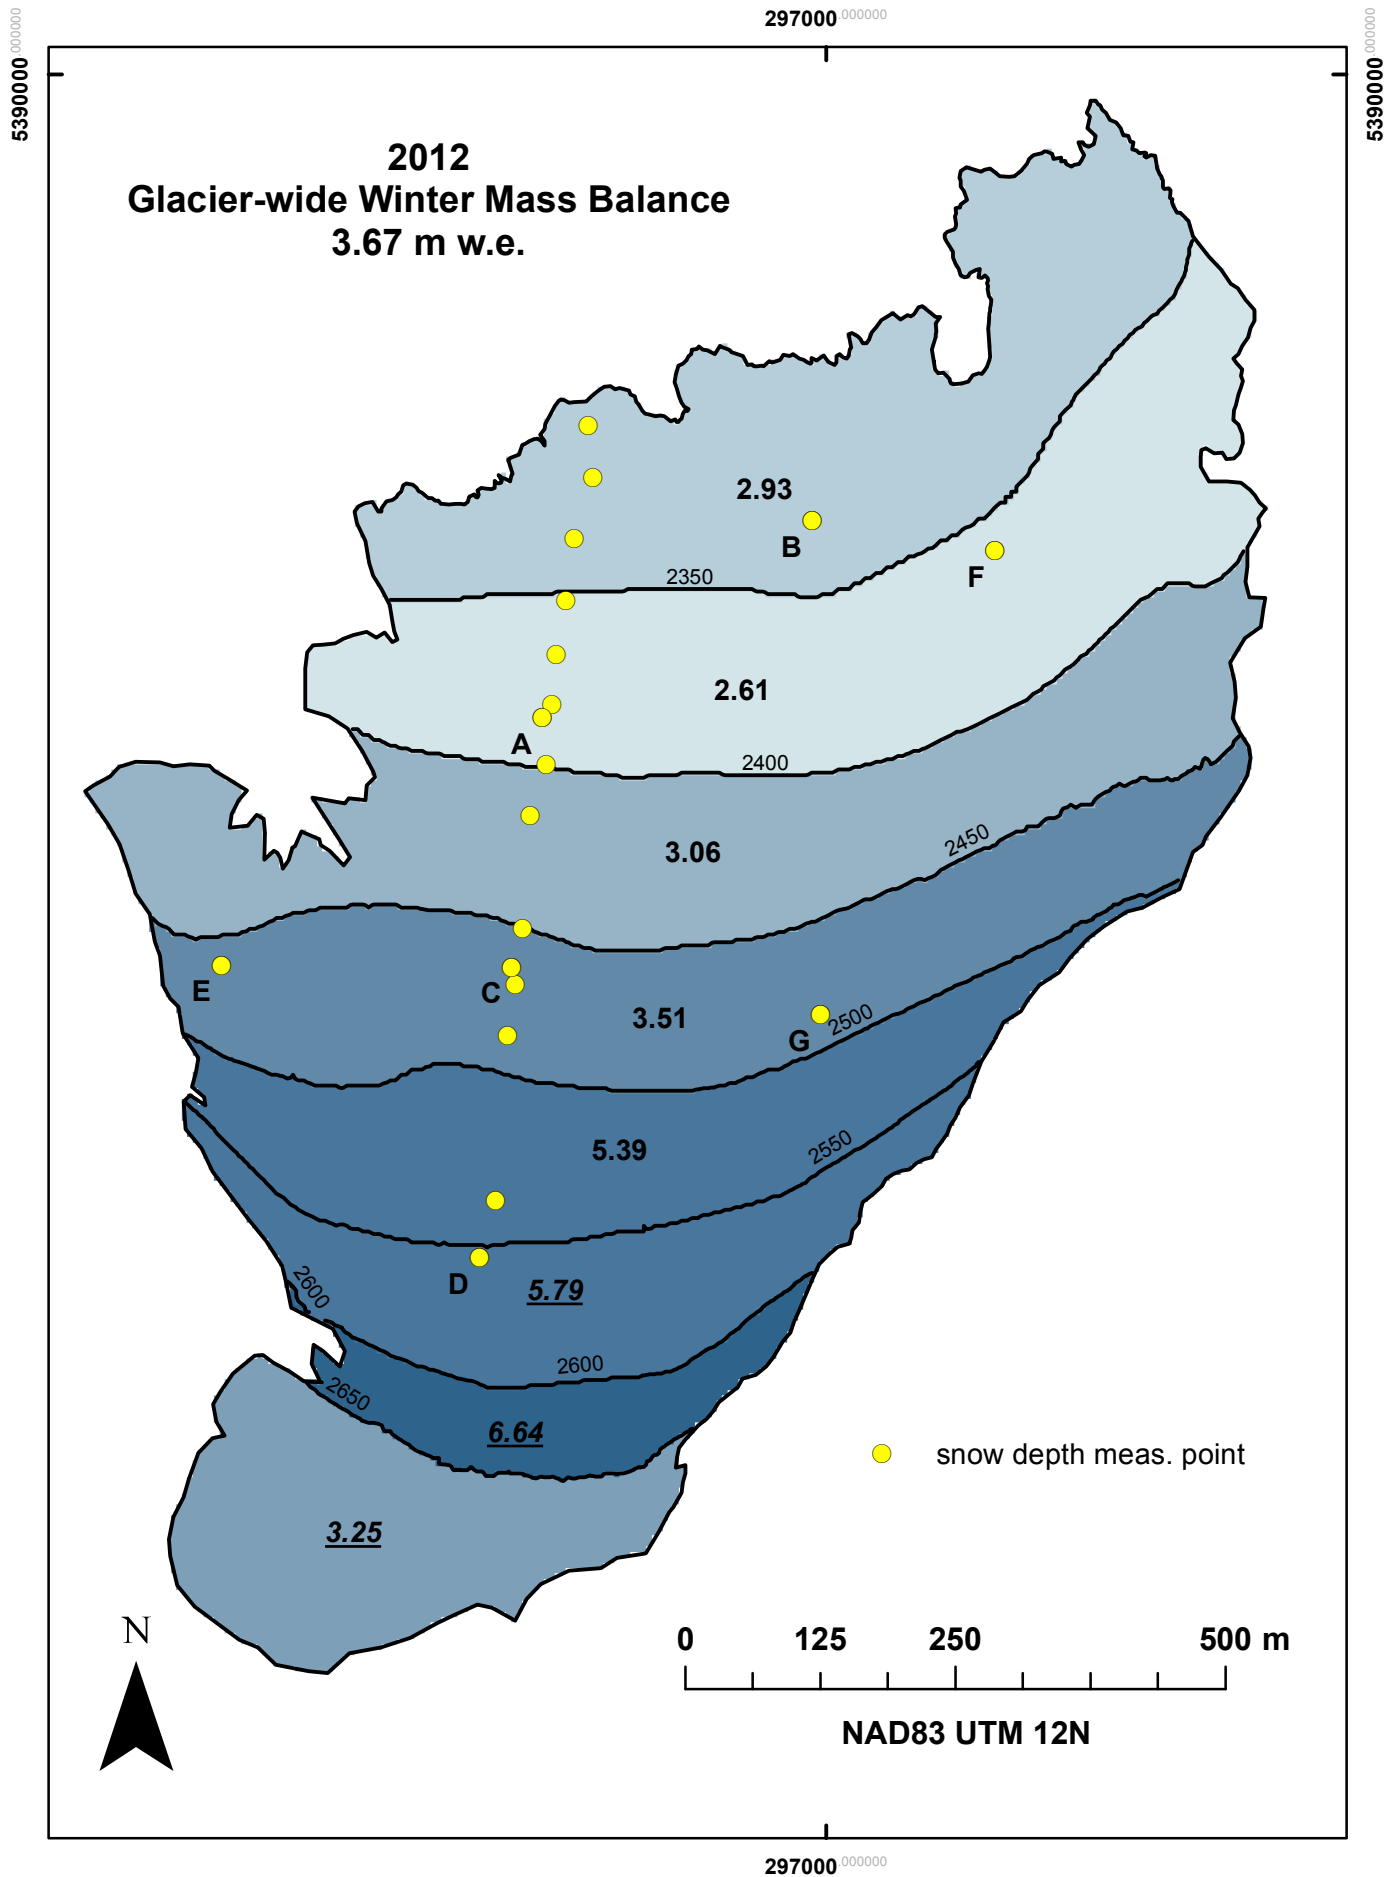 297000.000000
5390000.000000
5390000.000000
2012
Glacier-wide Winter Mass Balance
3.67 m w.e.
2.93
B
F
2350
2.61
A
2400
2450
3.06
E
C
3.51
G
2500
5.39
2550
D
5.79
2600
2600
2650
6.64
snow depth meas. point
3.25
N
0 125 250 500 m
NAD83 UTM 12N
297000.000000